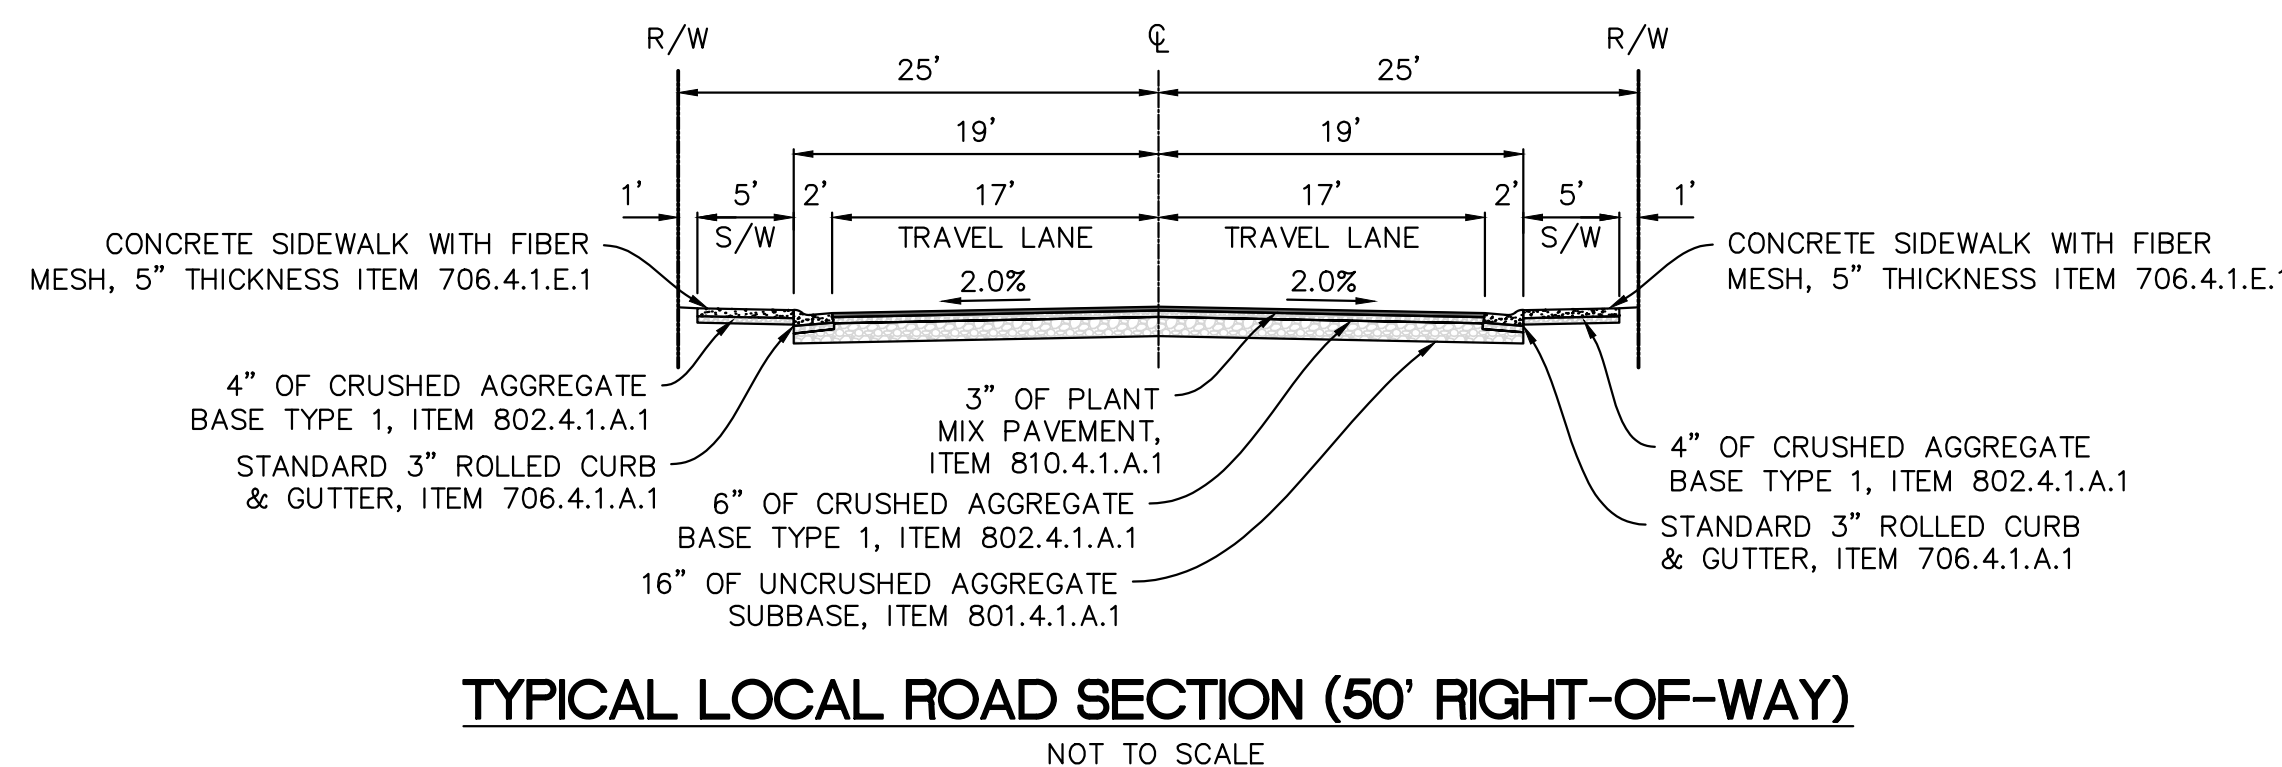 R/W
℄
R/W
25’
25’
19’
19’
1’
5’
2’
17’
17’
2’
5’
1’
S/W
TRAVEL LANE
TRAVEL LANE
S/W
2.0%
2.0%
CONCRETE SIDEWALK WITH FIBER
MESH, 5” THICKNESS ITEM 706.4.1.E.1
CONCRETE SIDEWALK WITH FIBER
MESH, 5” THICKNESS ITEM 706.4.1.E.1
4” OF CRUSHED AGGREGATE
BASE TYPE 1, ITEM 802.4.1.A.1
STANDARD 3” ROLLED CURB
& GUTTER, ITEM 706.4.1.A.1
3” OF PLANT
MIX PAVEMENT,
ITEM 810.4.1.A.1
6” OF CRUSHED AGGREGATE
BASE TYPE 1, ITEM 802.4.1.A.1
16” OF UNCRUSHED AGGREGATE
SUBBASE, ITEM 801.4.1.A.1
4” OF CRUSHED AGGREGATE
BASE TYPE 1, ITEM 802.4.1.A.1
STANDARD 3” ROLLED CURB
& GUTTER, ITEM 706.4.1.A.1
TYPICAL LOCAL ROAD SECTION (50’ RIGHT-OF-WAY)
NOT TO SCALE